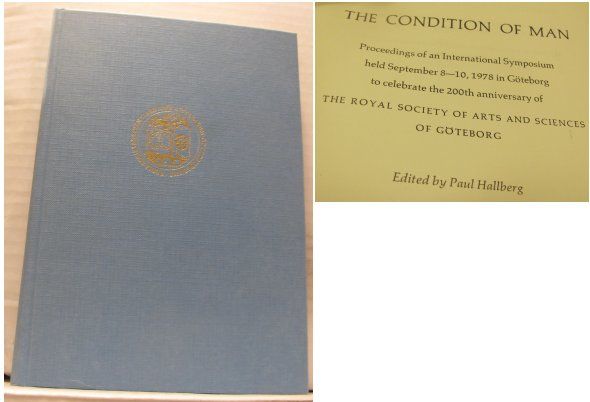 THE CONDITION OF MAN
Proceedings of an International Symposium
held September 8—10, 1978 in Göteborg
to celebrate the 200th anniversary of
THE ROYAL SOCIETY OF ARTS AND SCIENCES
OF GÖTEBORG
Edited by Paul Hallberg